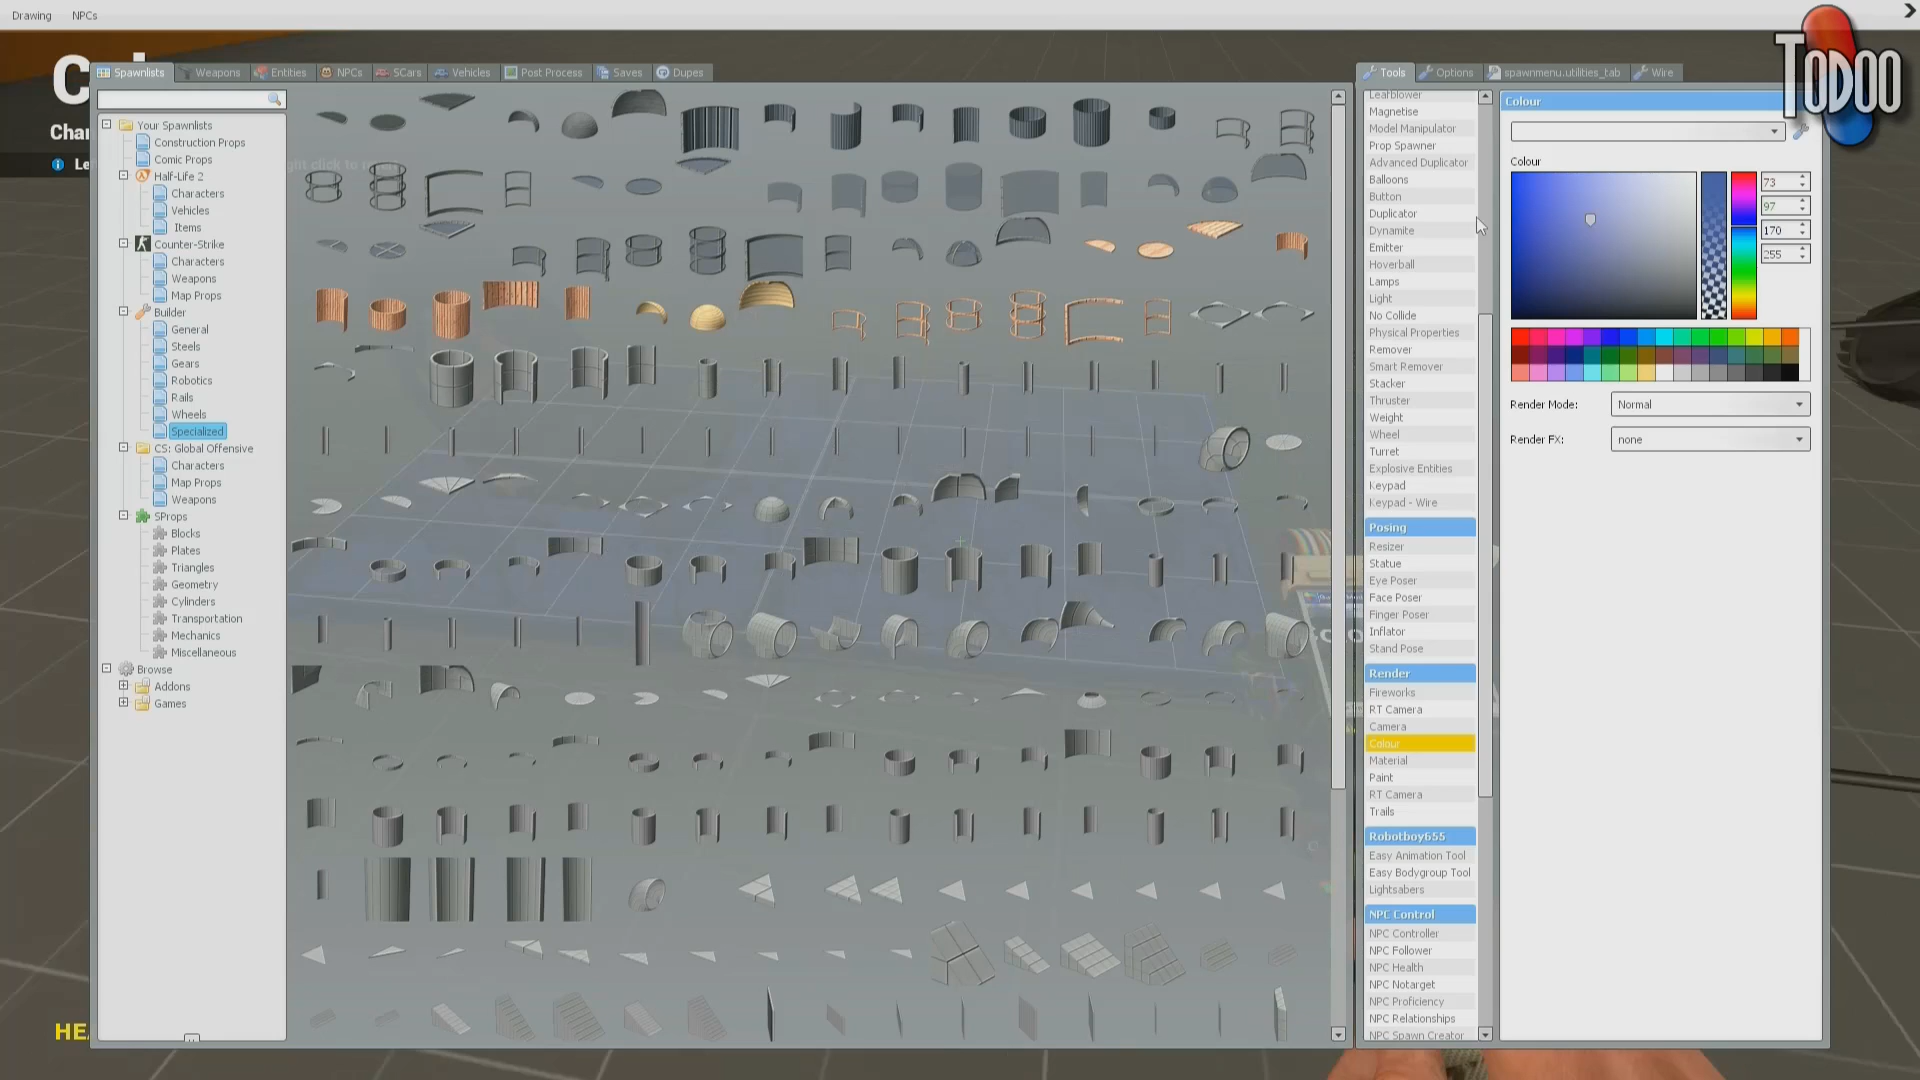 Drawing NPCs
TODOO
Spawnlists Weapons Entities NPCs SCars Vehicles Post Process Saves Dupes
Tools Options spawnmenu.utilities_tab Wire
Your Spawnlists
Construction Props
Comic Props
Half-Life 2
Characters
Vehicles
Items
Counter-Strike
Characters
Weapons
Map Props
Builder
General
Steels
Gears
Robotics
Rails
Wheels
Specialized
CS: Global Offensive
Characters
Map Props
Weapons
SProps
Blocks
Plates
Triangles
Geometry
Cylinders
Transportation
Mechanics
Miscellaneous
Browse
Addons
Games
Leafblower
Magnetise
Model Manipulator
Prop Spawner
Advanced Duplicator
Balloons
Button
Duplicator
Dynamite
Emitter
Hoverball
Lamps
Light
No Collide
Physical Properties
Remover
Smart Remover
Stacker
Thruster
Weight
Wheel
Turret
Explosive Entities
Keypad
Keypad - Wire
Posing
Resizer
Statue
Eye Poser
Face Poser
Finger Poser
Inflator
Stand Pose
Render
Fireworks
RT Camera
Camera
Colour
Material
Paint
RT Camera
Trails
Robotboy655
Easy Animation Tool
Easy Bodygroup Tool
Lightsabers
NPC Control
NPC Controller
NPC Follower
NPC Health
NPC Notarget
NPC Proficiency
NPC Relationships
NPC Spawn Creator
Colour
Colour
73
97
170
255
Render Mode: Normal
Render FX: none